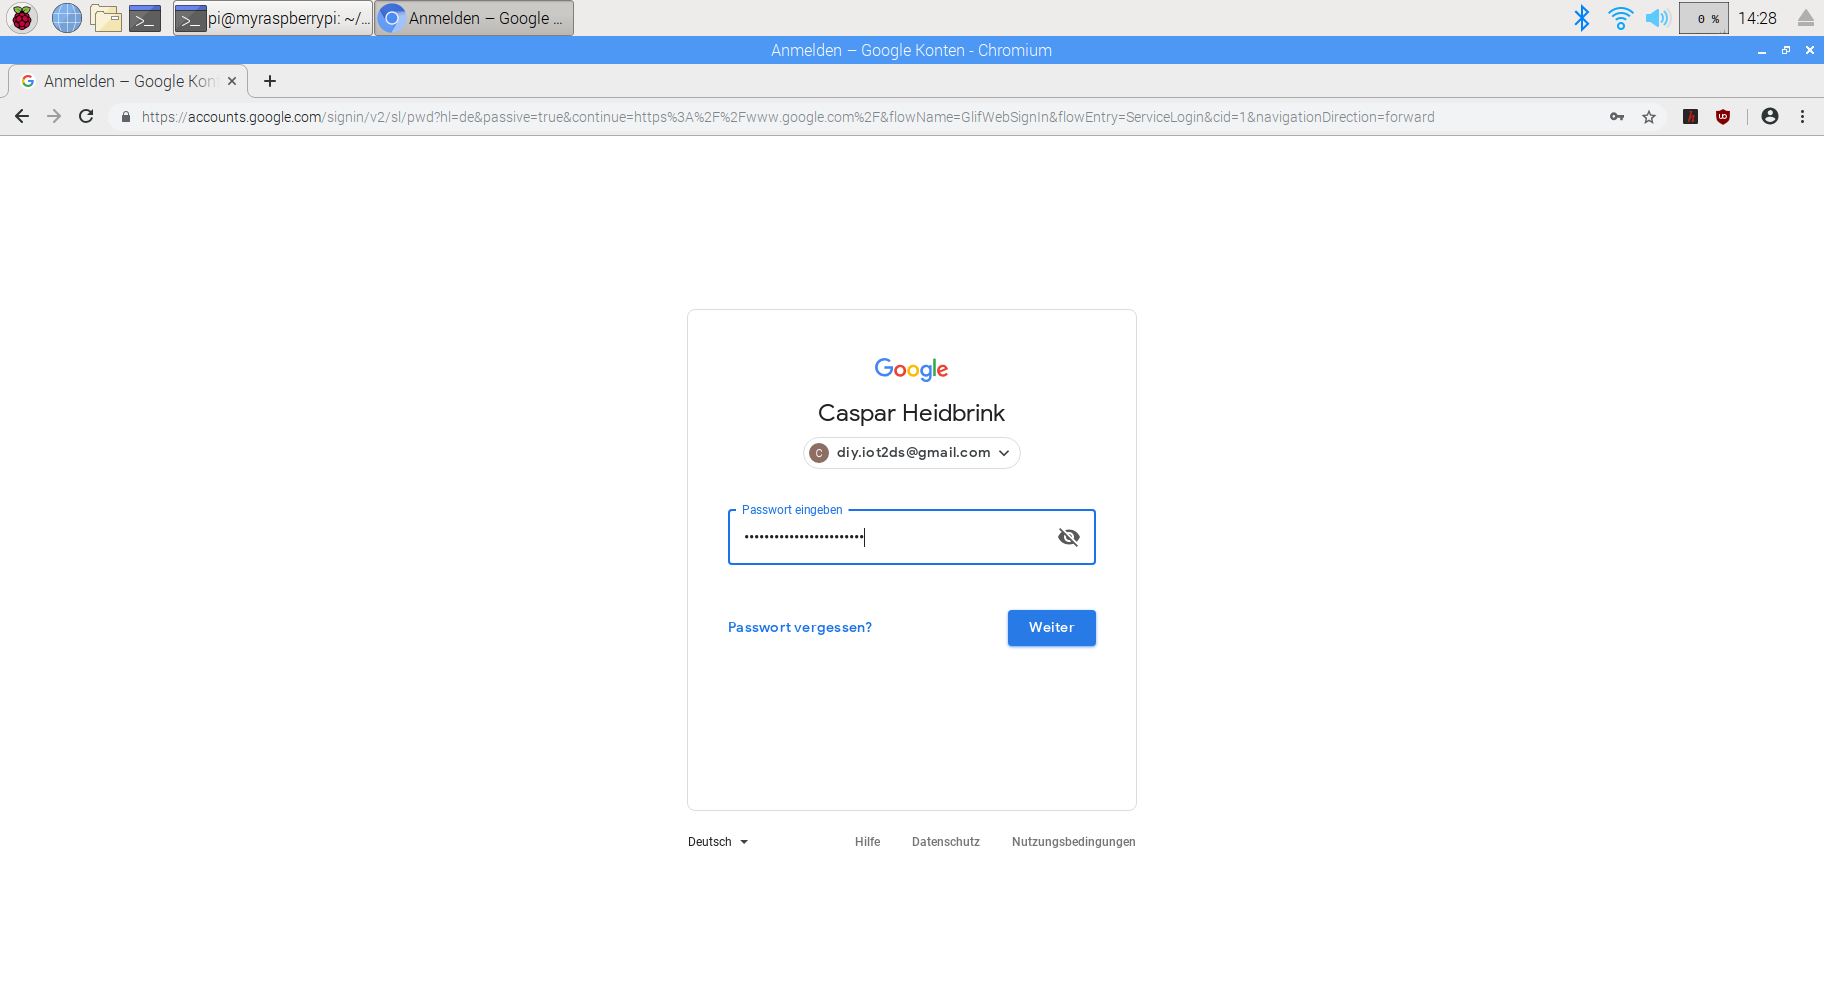 pi@myraspberrypi: ~/...
Anmelden – Google ...
0 %
14:28
Anmelden – Google Konten - Chromium
Anmelden – Google Kon
https://accounts.google.com/signin/v2/sl/pwd?hl=de&passive=true&continue=https%3A%2F%2Fwww.google.com%2F&flowName=GlifWebSignIn&flowEntry=ServiceLogin&cid=1&navigationDirection=forward
Google
Caspar Heidbrink
C diy.iot2ds@gmail.com
Passwort eingeben
••••••••••••••••••••••••
Passwort vergessen?
Weiter
Deutsch
Hilfe
Datenschutz
Nutzungsbedingungen